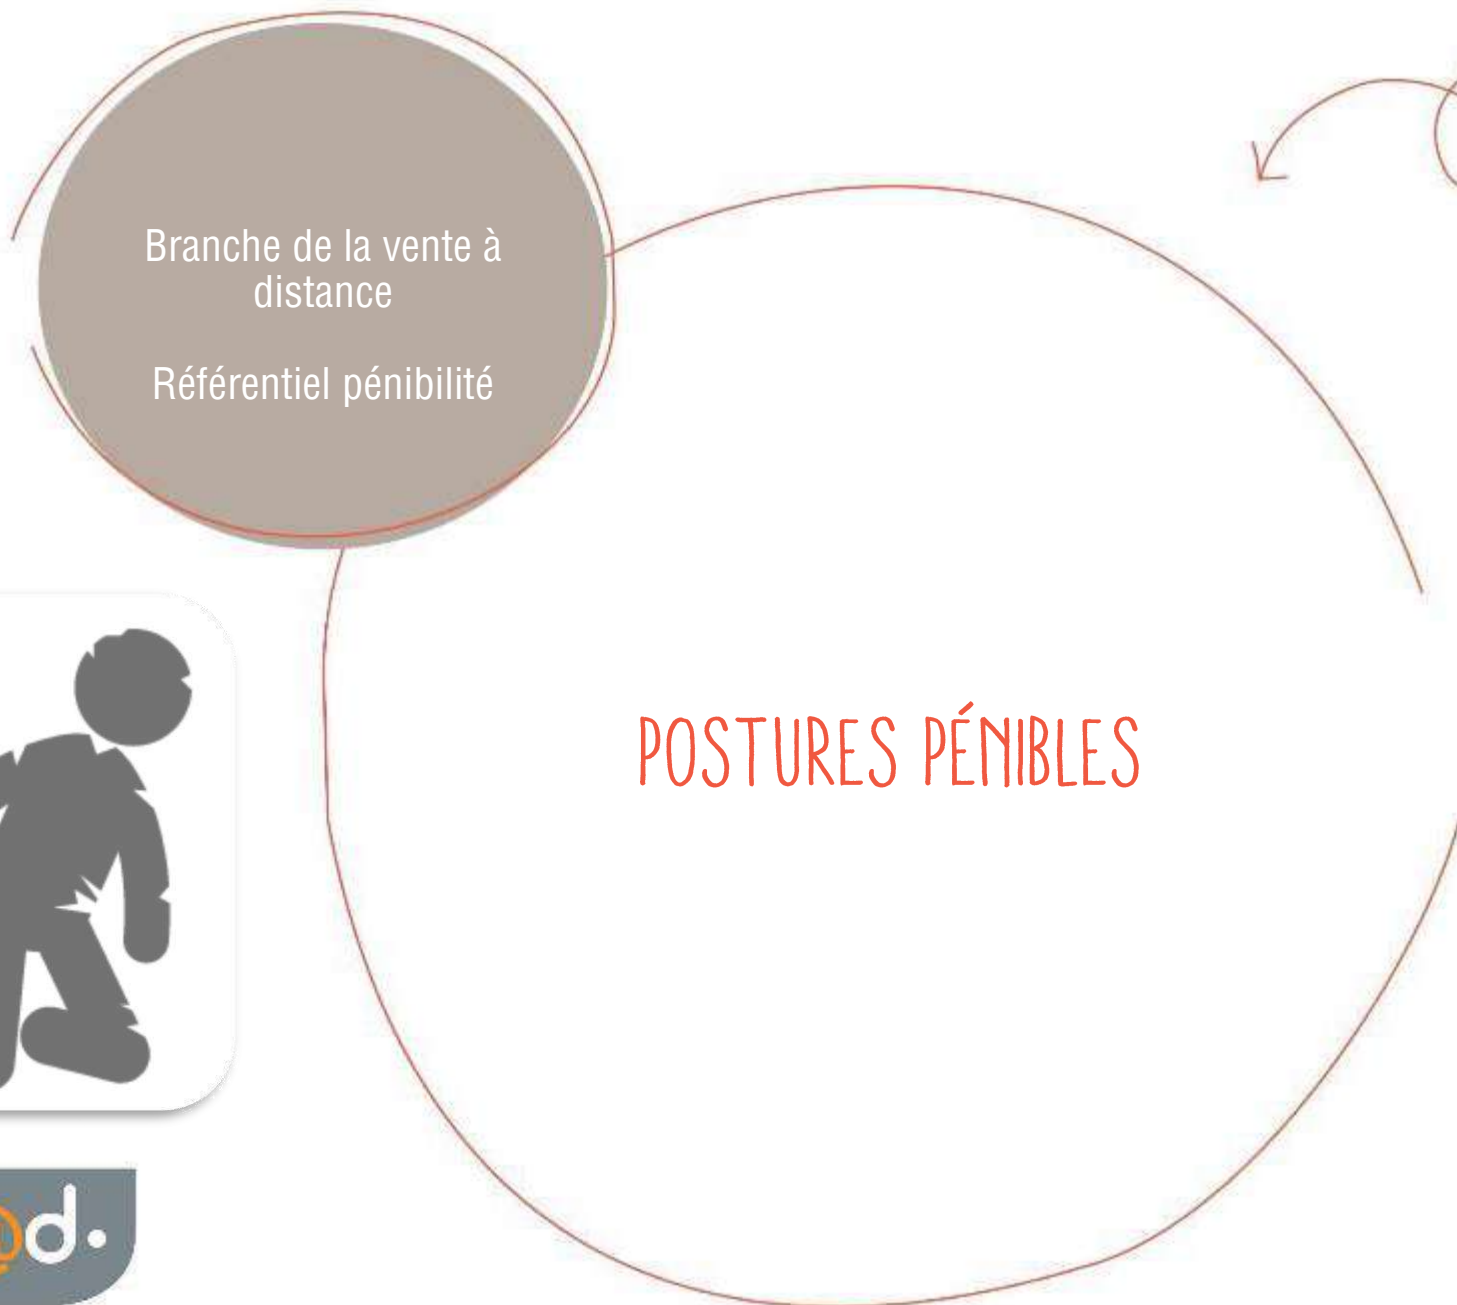 Branche de la vente à
distance
Référentiel pénibilité
POSTURES PÉNIBLES
d.